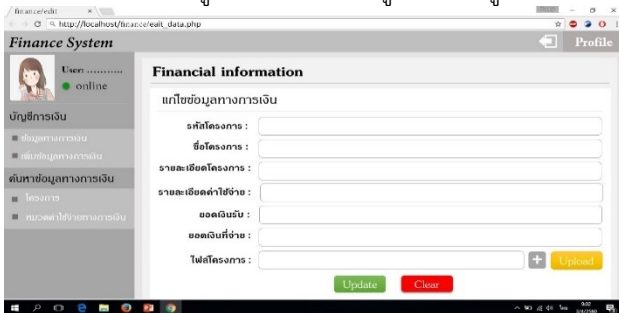 finance/edit
http://localhost/finance/eait_data.php
Finance System
Profile
User: ...........
online
บัญชีการเงิน
ข้อมูลทางการเงิน
เพิ่มข้อมูลทางการเงิน
ค้นหาข้อมูลทางการเงิน
โครงการ
หมวดค่าใช้จ่ายทางการเงิน
Financial information
แก้ไขข้อมูลทางการเงิน
รหัสโครงการ :
ชื่อโครงการ :
รายละเอียดโครงการ :
รายละเอียดค่าใช้จ่าย :
ยอดเงินรับ :
ยอดเงินที่จ่าย :
ไฟล์โครงการ :
Upload
Update
Clear
ไทย
9:02
3/4/2560